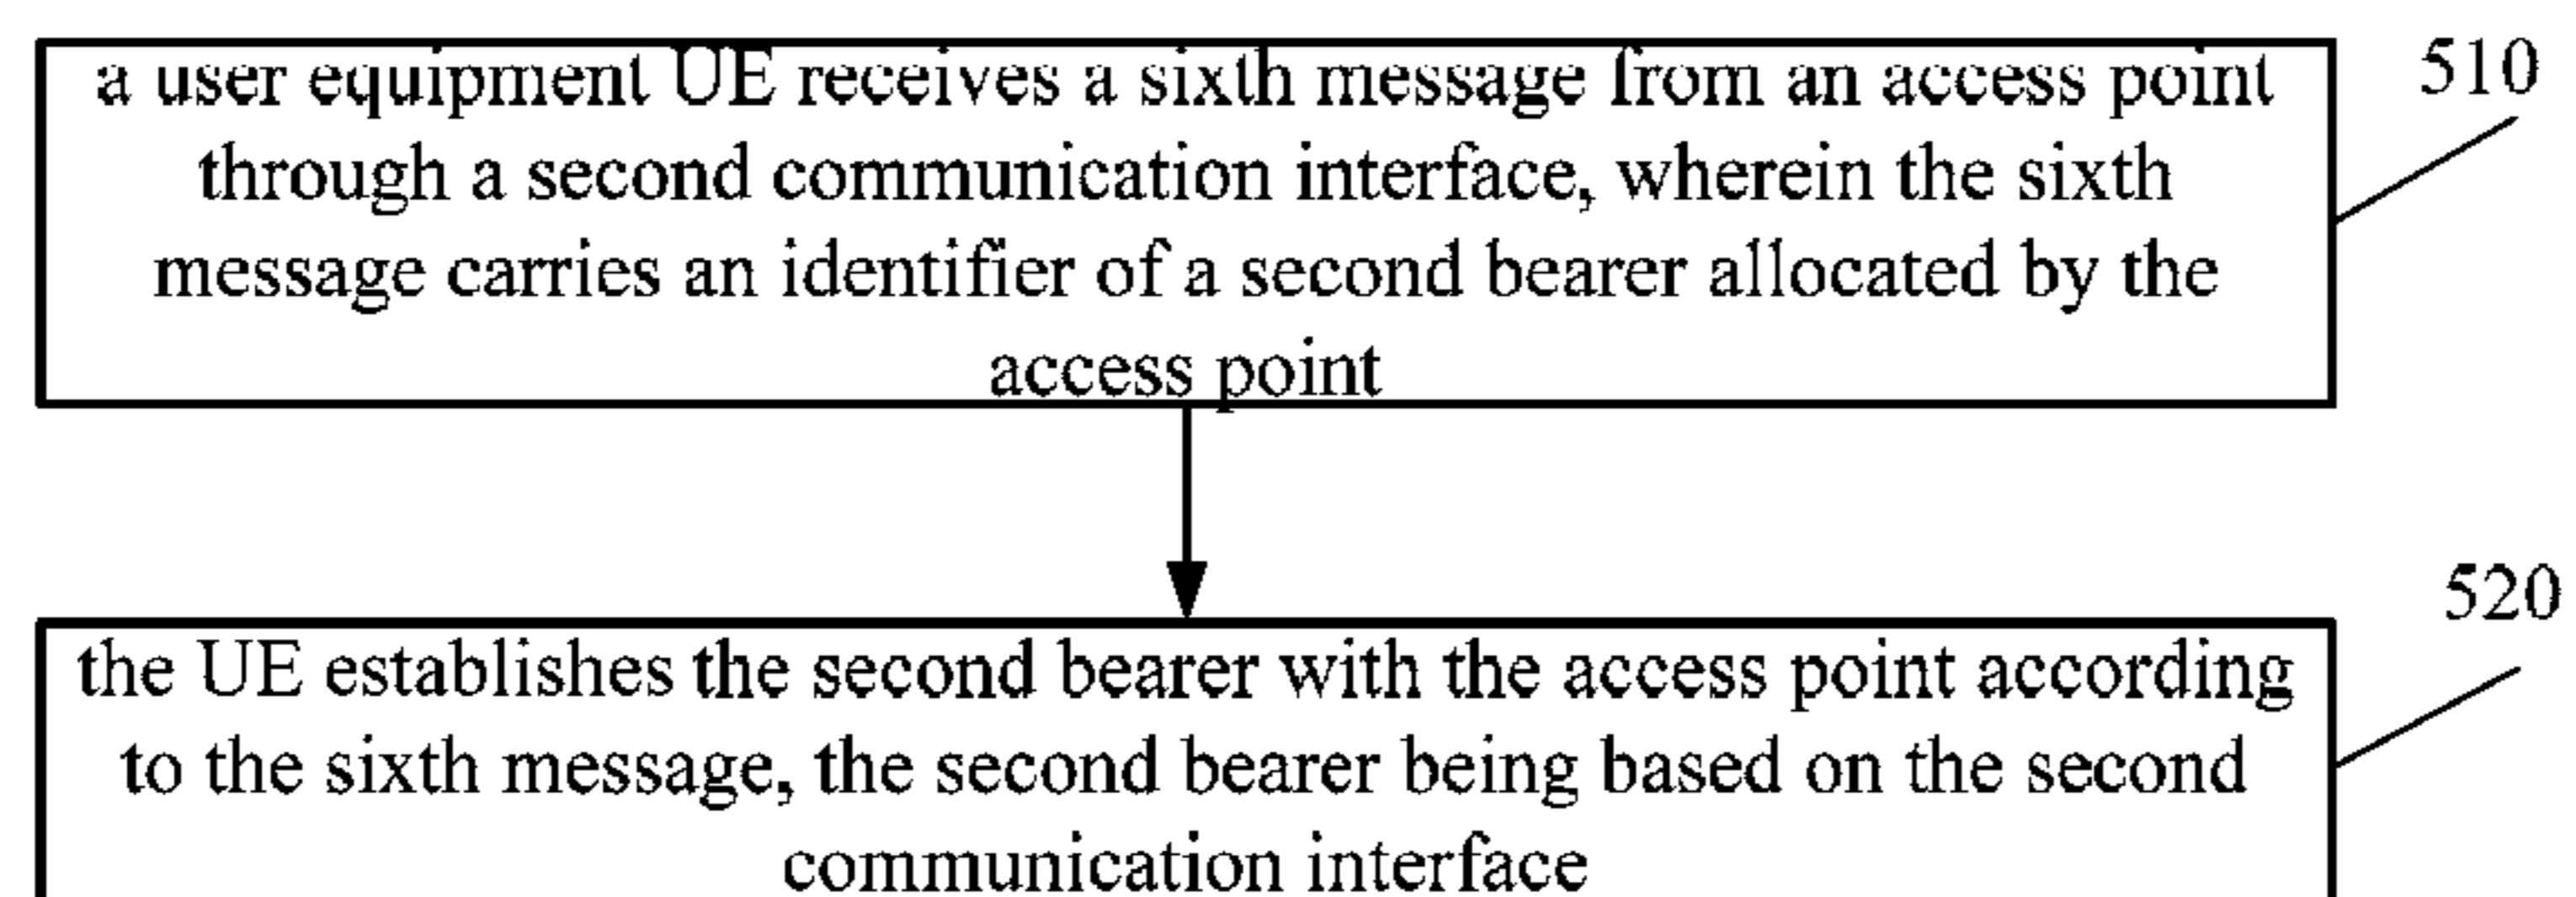 a user equipment UE receives a sixth message from an access point
510
through a second communication interface, wherein the sixth
message carries an identifier of a second bearer allocated by the
access point
520
the UE establishes the second bearer with the access point according
to the sixth message, the second bearer being based on the second
communication interface